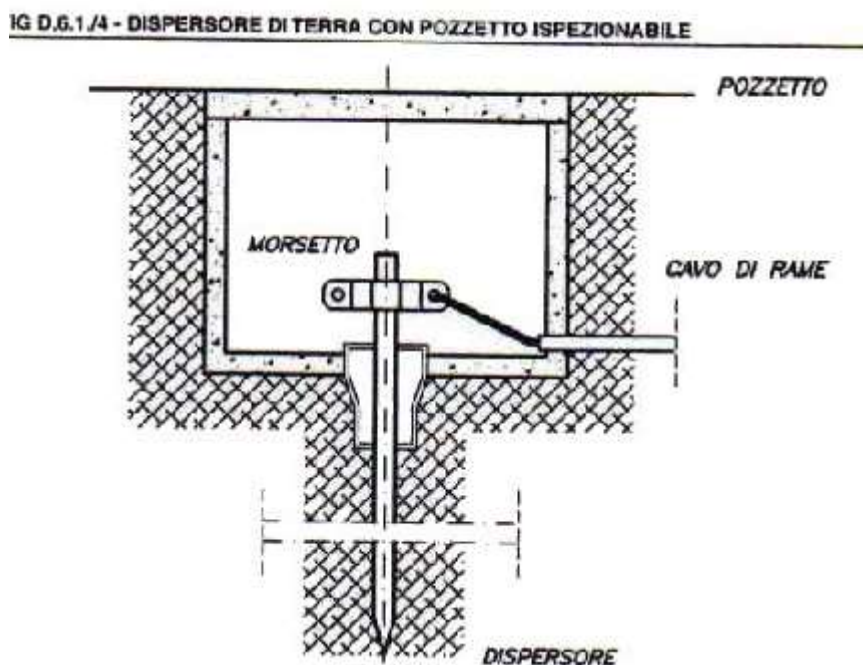 IG D.6.1./4 - DISPERSORE DI TERRA CON POZZETTO ISPEZIONABILE
POZZETTO
MORSETTO
CAVO DI RAME
DISPERSORE